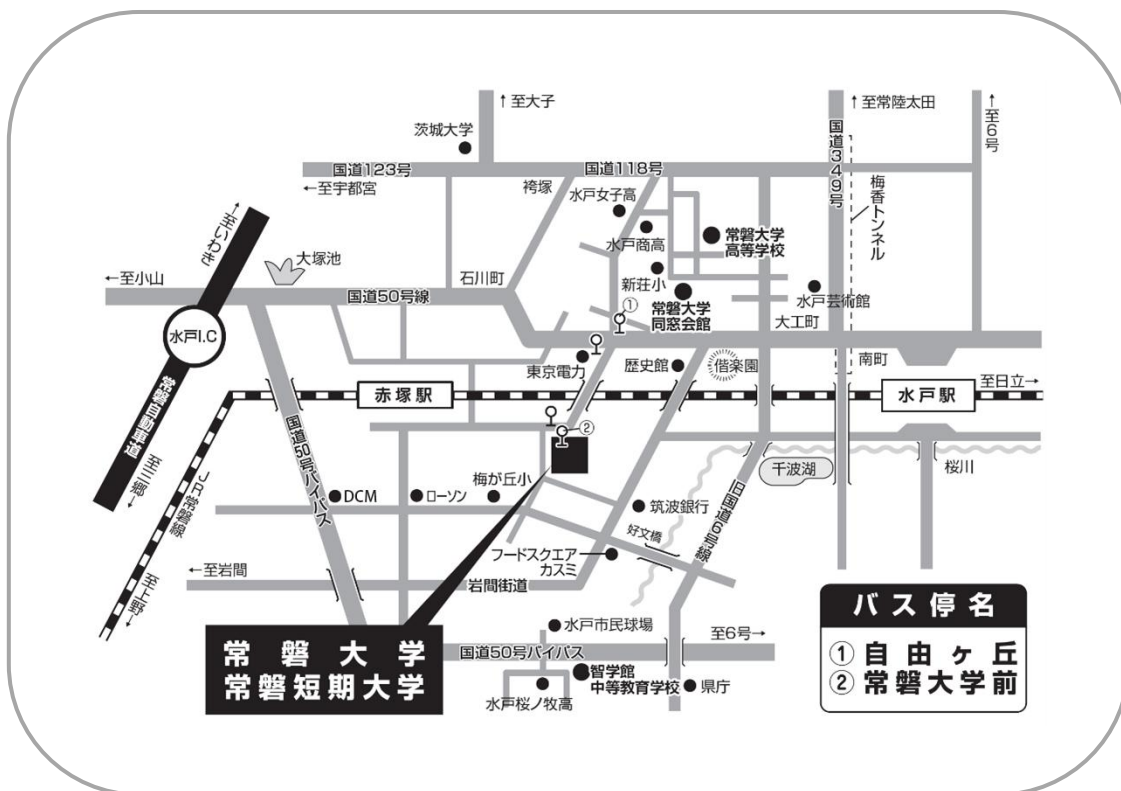 ↑至大子
↑至常陸太田
←至6号
茨城大学
国道349号
国道123号
国道118号
←至宇都宮
袴塚
水戸女子高
梅香トンネル
水戸商高
常磐大学
高等学校
←至いわき
大塚池
新荘小
←至小山
石川町
国道50号線
①
常磐大学
同窓会館
水戸芸術館
大工町
水戸I.C
東京電力
歴史館
偕楽園
南町
至日立→
赤塚駅
水戸駅
常磐自動車道
②
国道50号バイパス
至三郷→
JR常磐線
千波湖
桜川
DCM
ローソン
梅が丘小
筑波銀行
旧国道6号線
好文橋
フードスクエア
カスミ
←至岩間
岩間街道
至上野→
水戸市民球場
至6号→
国道50号バイパス
常磐大学
常磐短期大学
智学館
中等教育学校
県庁
水戸桜ノ牧高
バス停名
①自由ヶ丘
②常磐大学前